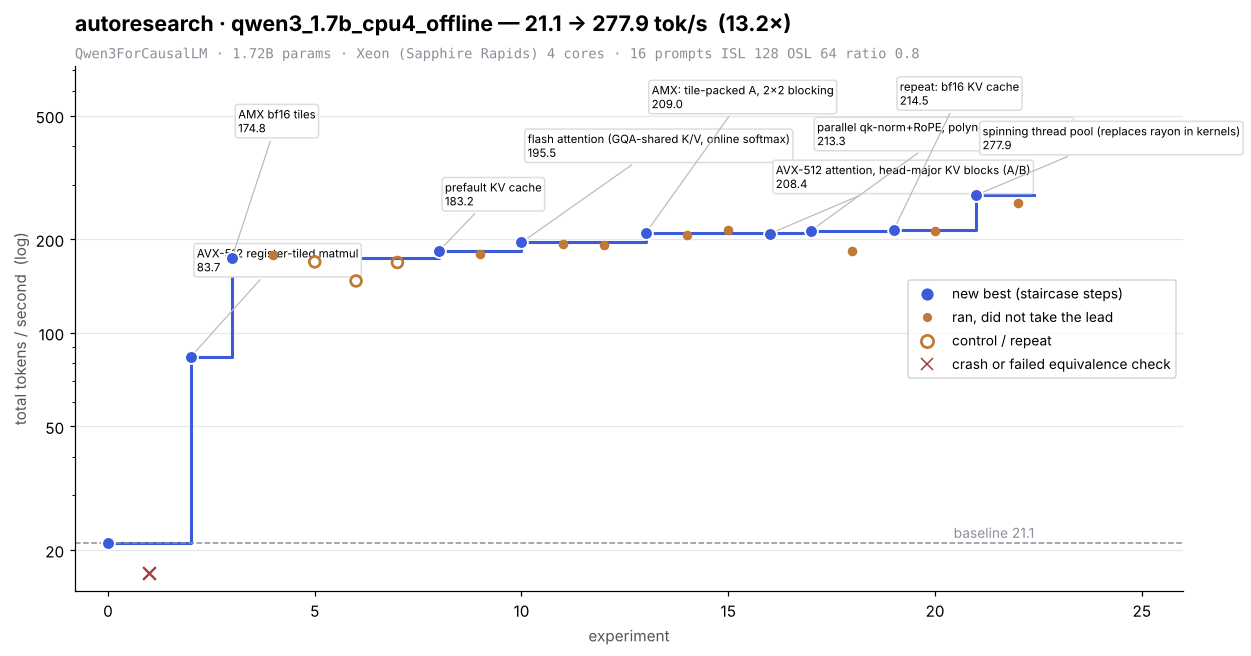 autoresearch · qwen3_1.7b_cpu4_offline — 21.1 → 277.9 tok/s (13.2×)
Qwen3ForCausalLM · 1.72B params · Xeon (Sapphire Rapids) 4 cores · 16 prompts ISL 128 OSL 64 ratio 0.8
repeat: bf16 KV cache
214.5
AMX: tile-packed A, 2×2 blocking
209.0
AMX bf16 tiles
174.8
parallel qk-norm+RoPE,
213.3
spinning thread pool (replaces rayon in kernels)
277.9
flash attention (GQA-shared K/V, online softmax)
195.5
AVX-512 attention, head-major KV blocks (A/B)
208.4
prefault KV cache
183.2
AVX-512 register-tiled matmul
83.7
new best (staircase steps)
ran, did not take the lead
control / repeat
crash or failed equivalence check
baseline 21.1
500
200
100
50
20
total tokens / second (log)
0 5 10 15 20 25
experiment